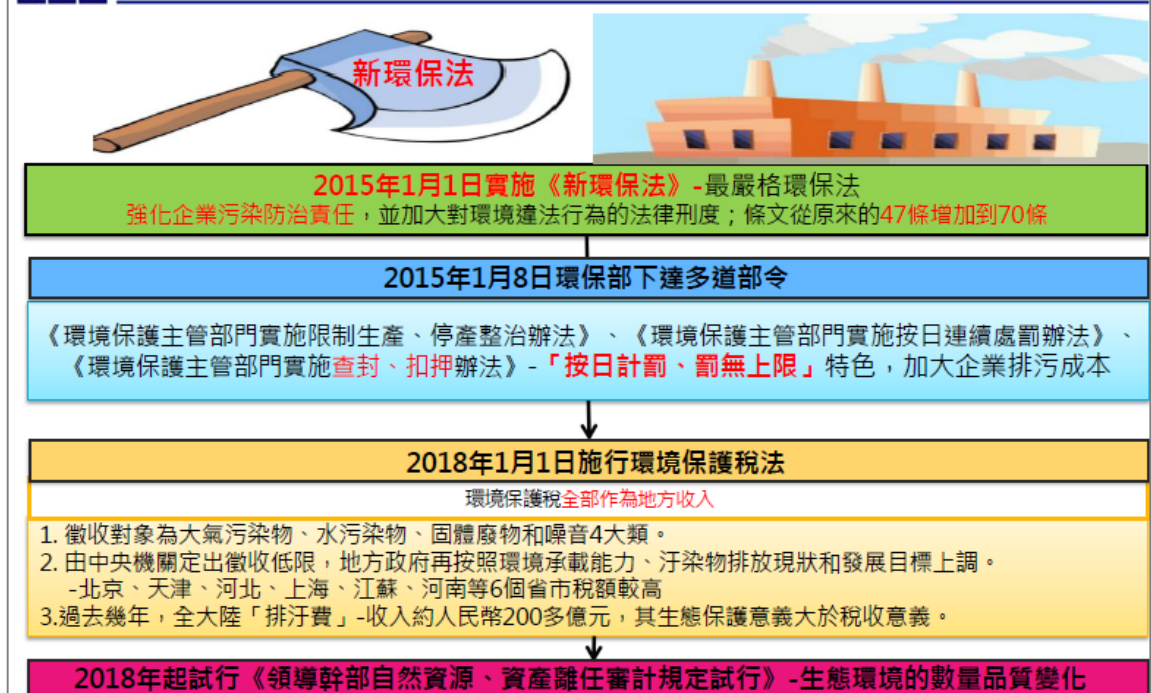 新環保法
2015年1月1日實施《新環保法》-最嚴格環保法
強化企業污染防治責任，並加大對環境違法行為的法律刑度；條文從原來的47條增加到70條
2015年1月8日環保部下達多道部令
《環境保護主管部門實施限制生產、停產整治辦法》、《環境保護主管部門實施按日連續處罰辦法》、
《環境保護主管部門實施查封、扣押辦法》-「按日計罰、罰無上限」特色，加大企業排污成本
2018年1月1日施行環境保護稅法
環境保護稅全部作為地方收入
1. 徵收對象為大氣污染物、水污染物、固體廢物和噪音4大類。
2. 由中央機關定出徵收低限，地方政府再按照環境承載能力、汙染物排放現狀和發展目標上調。
-北京、天津、河北、上海、江蘇、河南等6個省市稅額較高
3.過去幾年，全大陸「排汙費」-收入約人民幣200多億元，其生態保護意義大於稅收意義。
2018年起試行《領導幹部自然資源、資產離任審計規定試行》-生態環境的數量品質變化